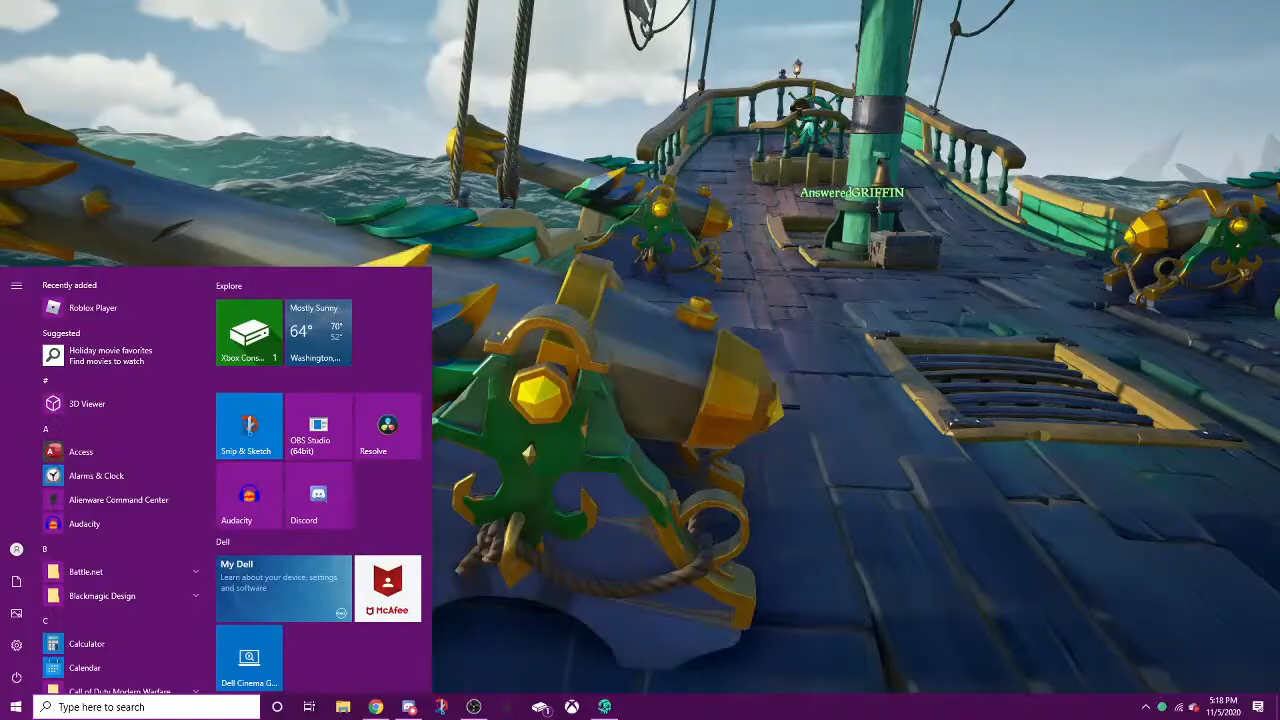 AnsweredGRIFFIN
Recently added
Roblox Player
Suggested
Holiday movie favorites
Find movies to watch
#
3D Viewer
A
Access
Alarms & Clock
Alienware Command Center
Audacity
B
Battle.net
Blackmagic Design
C
Calculator
Calendar
Call of Duty Modern Warfare
Explore
Xbox Cons... 1
Mostly Sunny
64° 70°
52°
Washington,...
Snip & Sketch
OBS Studio
(64bit)
Resolve
Audacity
Discord
Dell
My Dell
Learn about your device, settings
and software
DELL
McAfee
Dell Cinema G...
Type here to search
1
5:18 PM
11/5/2020